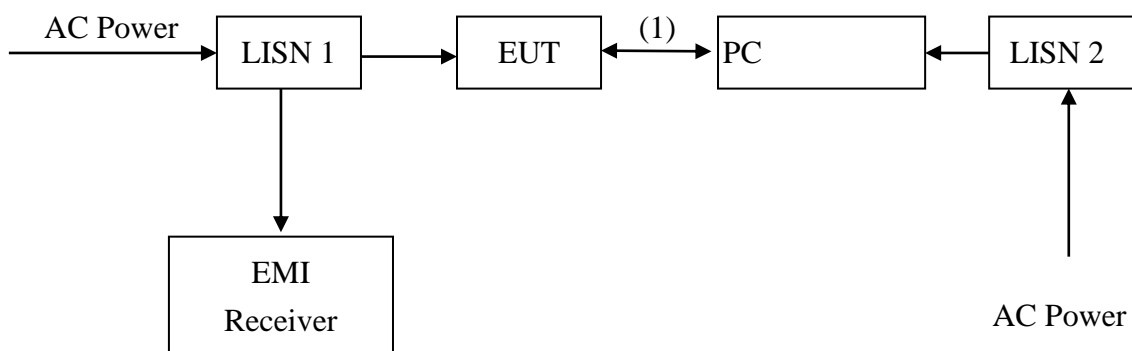 AC Power
LISN 1
EUT
(1)
PC
LISN 2
EMI
Receiver
AC Power